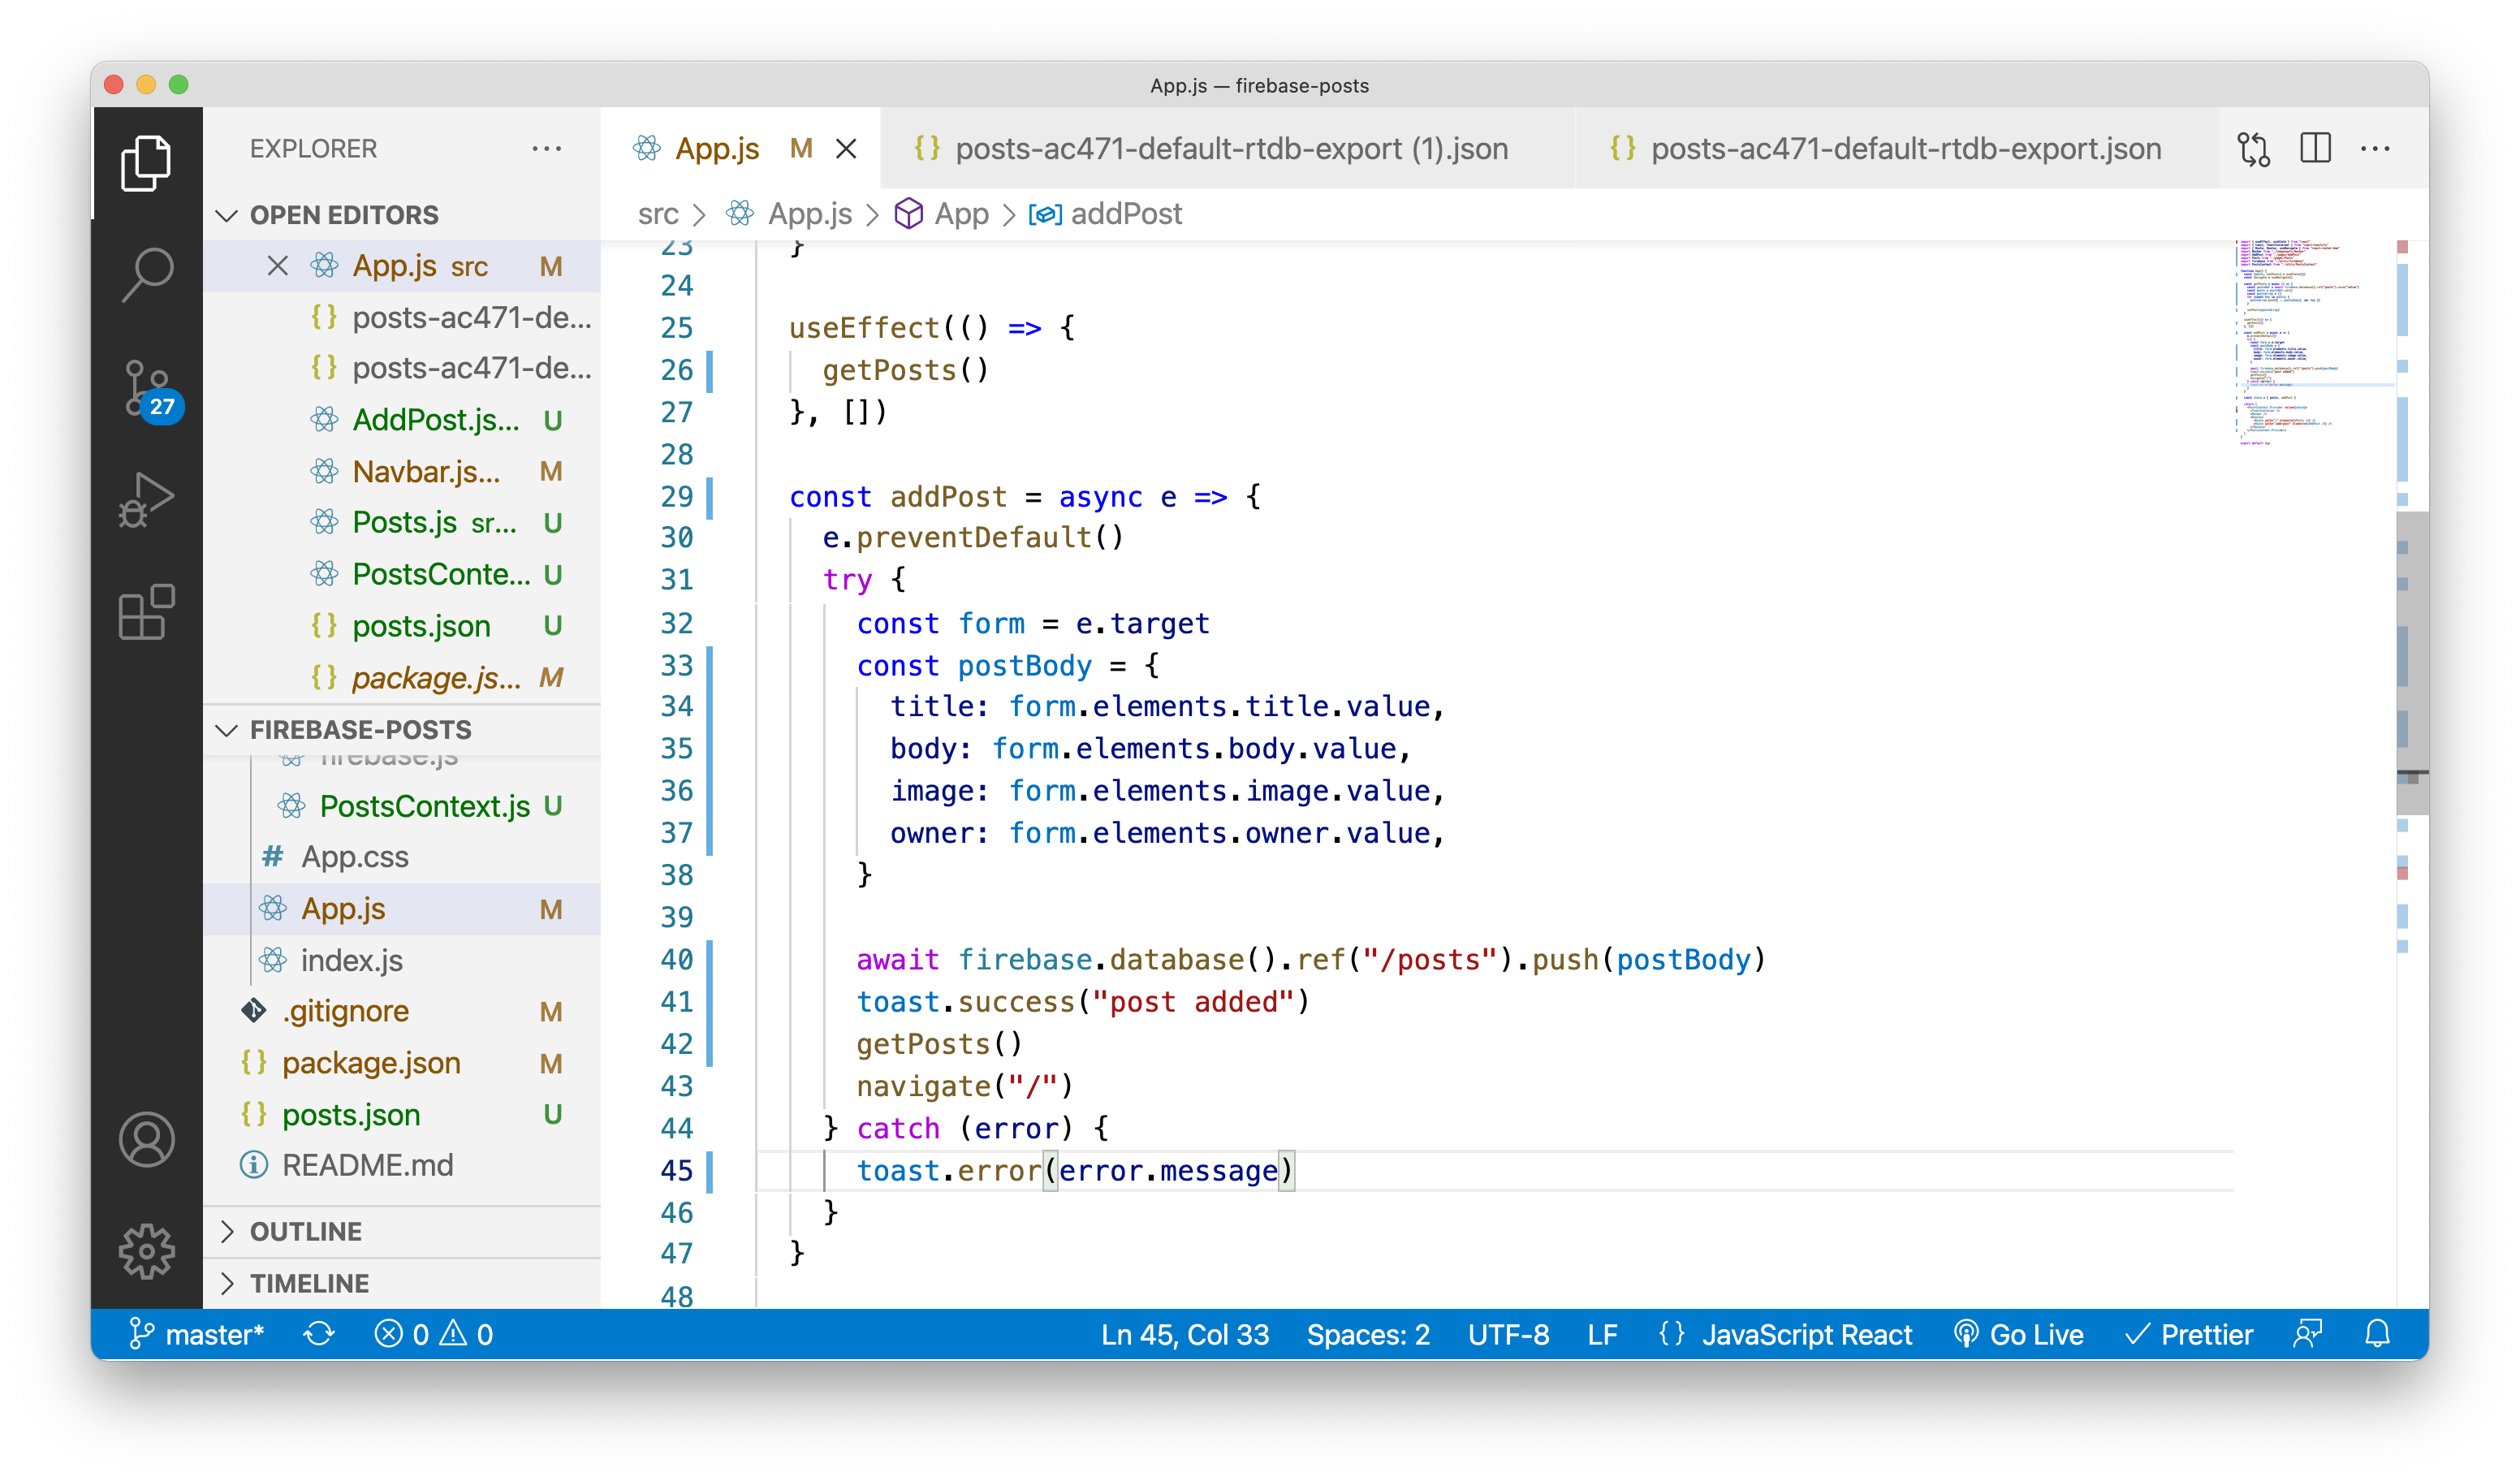 App.js — firebase-posts
EXPLORER
App.js M
posts-ac471-default-rtdb-export (1).json
posts-ac471-default-rtdb-export.json
OPEN EDITORS
src > App.js > App > addPost
App.js src M
posts-ac471-de...
posts-ac471-de...
AddPost.js... U
Navbar.js... M
Posts.js sr... U
PostsConte... U
posts.json U
package.js... M
FIREBASE-POSTS
firebase.js
PostsContext.js U
App.css
App.js M
index.js
.gitignore M
package.json M
posts.json U
README.md
OUTLINE
TIMELINE
27
23 }
24
25 useEffect(() => {
26 getPosts()
27 }, [])
28
29 const addPost = async e => {
30 e.preventDefault()
31 try {
32 const form = e.target
33 const postBody = {
34 title: form.elements.title.value,
35 body: form.elements.body.value,
36 image: form.elements.image.value,
37 owner: form.elements.owner.value,
38 }
39
40 await firebase.database().ref("/posts").push(postBody)
41 toast.success("post added")
42 getPosts()
43 navigate("/")
44 } catch (error) {
45 toast.error(error.message)
46 }
47 }
48
master* 0 0 Ln 45, Col 33 Spaces: 2 UTF-8 LF {} JavaScript React Go Live Prettier